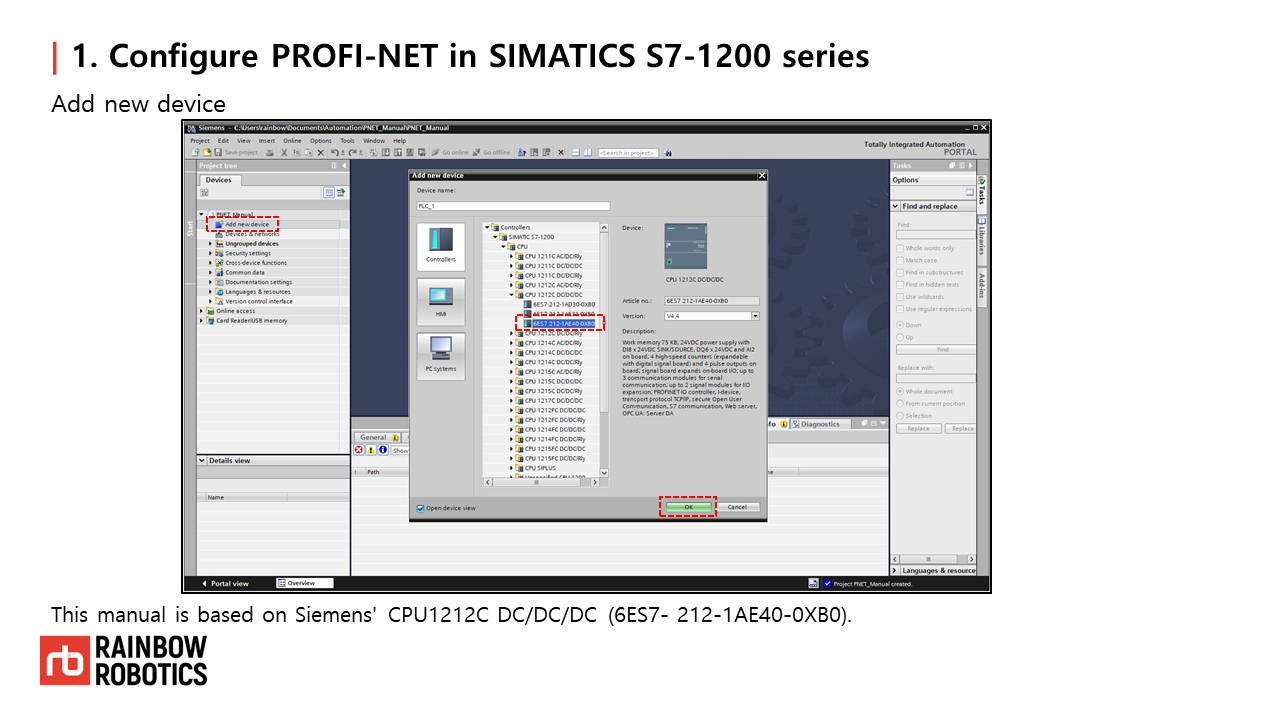 1. Configure PROFI-NET in SIMATICS S7-1200 series
Add new device
Siemens - C:\Users\rainbow\Documents\Automation\PNET_Manual\PNET_Manual
Project Edit View Insert Online Options Tools Window Help
Save project
Go online
Go offline
<Search in project>
Totally Integrated Automation
PORTAL
Project tree
Devices
Start
PNET_Manual
Add new device
Devices & networks
Ungrouped devices
Security settings
Cross-device functions
Common data
Documentation settings
Languages & resources
Version control interface
Online access
Card Reader/USB memory
Details view
Name
Add new device
Device name:
PLC_1
Controllers
HMI
PC systems
Controllers
SIMATIC S7-1200
CPU
CPU 1211C AC/DC/Rly
CPU 1211C DC/DC/DC
CPU 1211C DC/DC/Rly
CPU 1212C AC/DC/Rly
CPU 1212C DC/DC/DC
6ES7 212-1AD30-0XB0
6ES7 212-1AE31-0XB0
6ES7 212-1AE40-0XB0
CPU 1212C DC/DC/Rly
CPU 1214C AC/DC/Rly
CPU 1214C DC/DC/DC
CPU 1214C DC/DC/Rly
CPU 1215C AC/DC/Rly
CPU 1215C DC/DC/DC
CPU 1215C DC/DC/Rly
CPU 1217C DC/DC/DC
CPU 1212FC DC/DC/DC
CPU 1212FC DC/DC/Rly
CPU 1214FC DC/DC/DC
CPU 1214FC DC/DC/Rly
CPU 1215FC DC/DC/DC
CPU 1215FC DC/DC/Rly
CPU SIPLUS
Unspecified CPU 1200
Device:
CPU 1212C DC/DC/DC
Article no.: 6ES7 212-1AE40-0XB0
Version: V4.4
Description:
Work memory 75 KB; 24VDC power supply with
DI8 x 24VDC SINK/SOURCE, DQ6 x 24VDC and AI2
on board; 4 high-speed counters (expandable
with digital signal board) and 4 pulse outputs on
board; signal board expands on-board I/O; up to
3 communication modules for serial
communication; up to 2 signal modules for I/O
expansion; PROFINET IO controller, I-device,
transport protocol TCP/IP, secure Open User
Communication, S7 communication, Web server,
OPC UA: Server DA
Open device view
OK
Cancel
General
Show
Path
Diagnostics
Tasks
Options
Find and replace
Find:
Whole words only
Match case
Find in substructures
Find in hidden texts
Use wildcards
Use regular expressions
Down
Up
Find
Replace with:
Whole document
From current position
Selection
Replace
Replace
Languages & resource
Tasks
Libraries
Add-ins
Portal view
Overview
Project PNET_Manual created.
This manual is based on Siemens' CPU1212C DC/DC/DC (6ES7- 212-1AE40-0XB0).
rb
RAINBOW
ROBOTICS